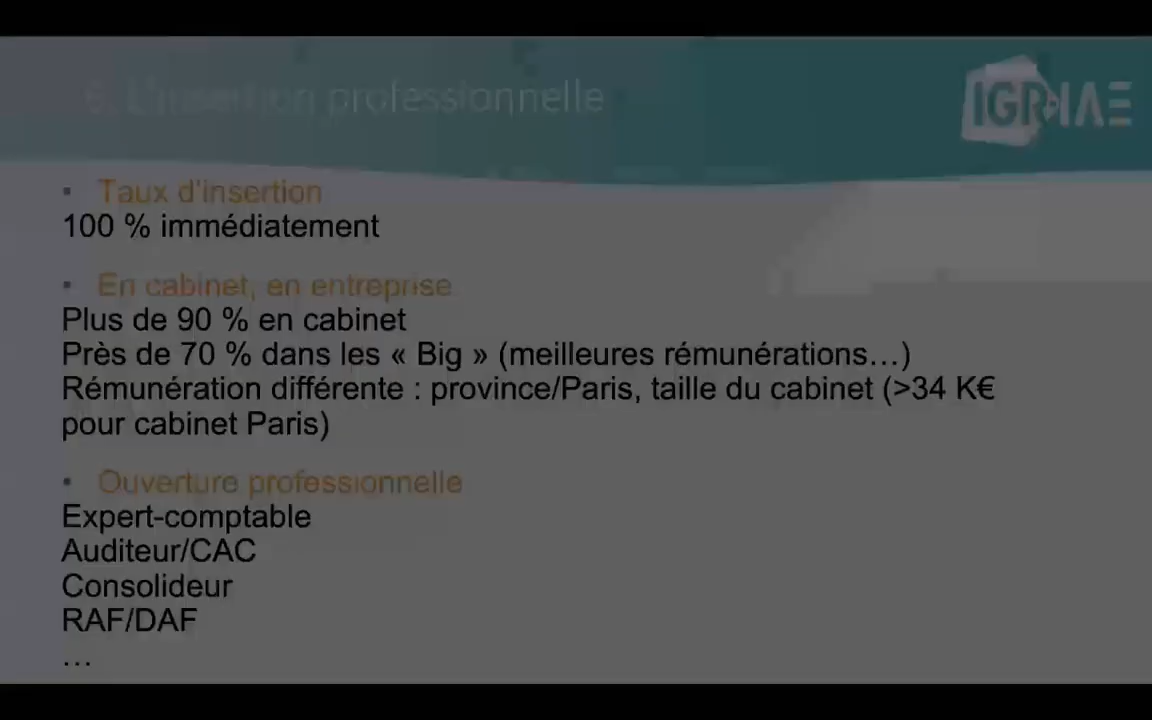 6. L'insertion professionnelle
IGR-IAE
• Taux d'insertion
100 % immédiatement
• En cabinet, en entreprise
Plus de 90 % en cabinet
Près de 70 % dans les « Big » (meilleures rémunérations…)
Rémunération différente : province/Paris, taille du cabinet (>34 K€
pour cabinet Paris)
• Ouverture professionnelle
Expert-comptable
Auditeur/CAC
Consolideur
RAF/DAF
…